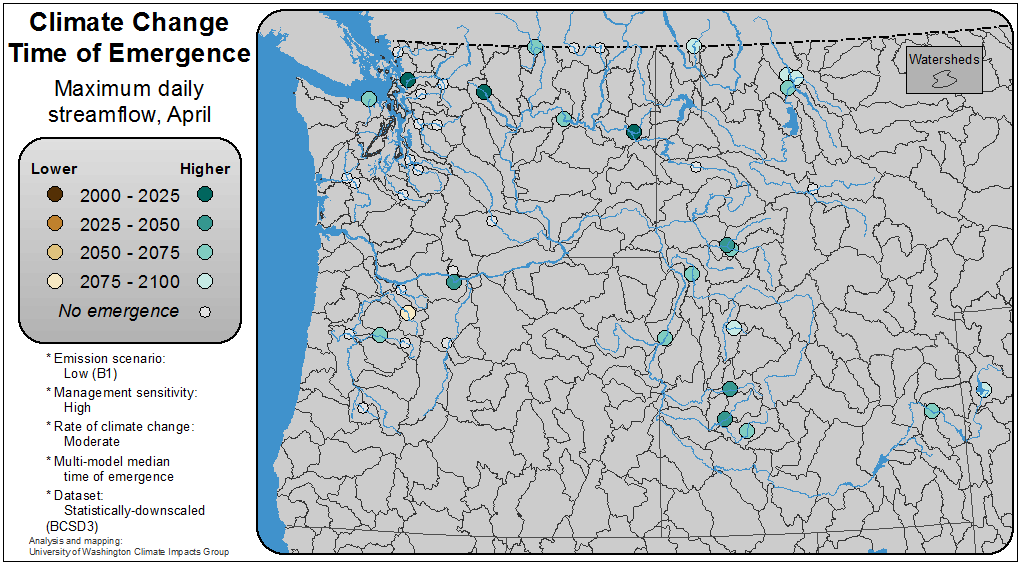 Climate Change
Time of Emergence
Maximum daily
streamflow, April
Lower Higher
2000 - 2025
2025 - 2050
2050 - 2075
2075 - 2100
No emergence
* Emission scenario:
Low (B1)
* Management sensitivity:
High
* Rate of climate change:
Moderate
* Multi-model median
time of emergence
* Dataset:
Statistically-downscaled
(BCSD3)
Analysis and mapping:
University of Washington Climate Impacts Group
Watersheds